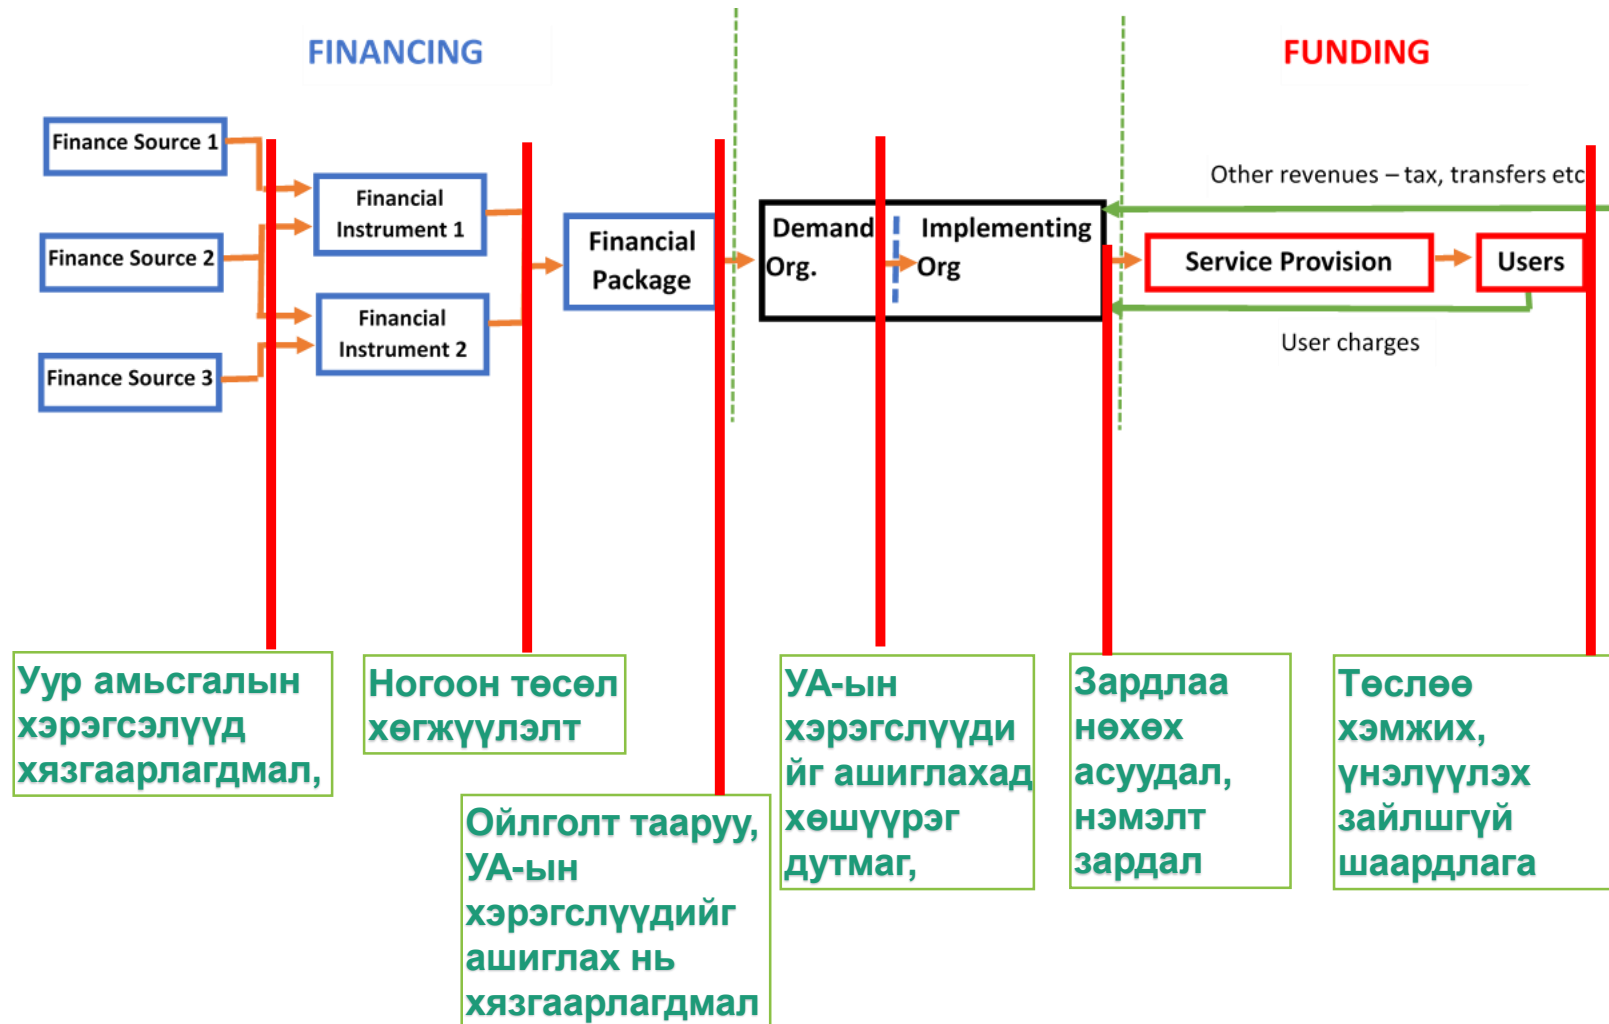 FINANCING
FUNDING
Finance Source 1
Finance Source 2
Finance Source 3
Financial
Instrument 1
Financial
Instrument 2
Financial
Package
Demand
Org.
Implementing
Org
Other revenues – tax, transfers etc
Service Provision
Users
User charges
Уур амьсгалын
хэрэгсэлүүд
хязгаарлагдмал,
Ногоон төсөл
хөгжүүлэлт
Ойлголт тааруу,
УА-ын
хэрэгслүүдийг
ашиглах нь
хязгаарлагдмал
УА-ын
хэрэгслүүди
йг ашиглахад
хөшүүрэг
дутмаг,
Зардлаа
нөхөх
асуудал,
нэмэлт
зардал
Төслөө
хэмжих,
үнэлүүлэх
зайлшгүй
шаардлага